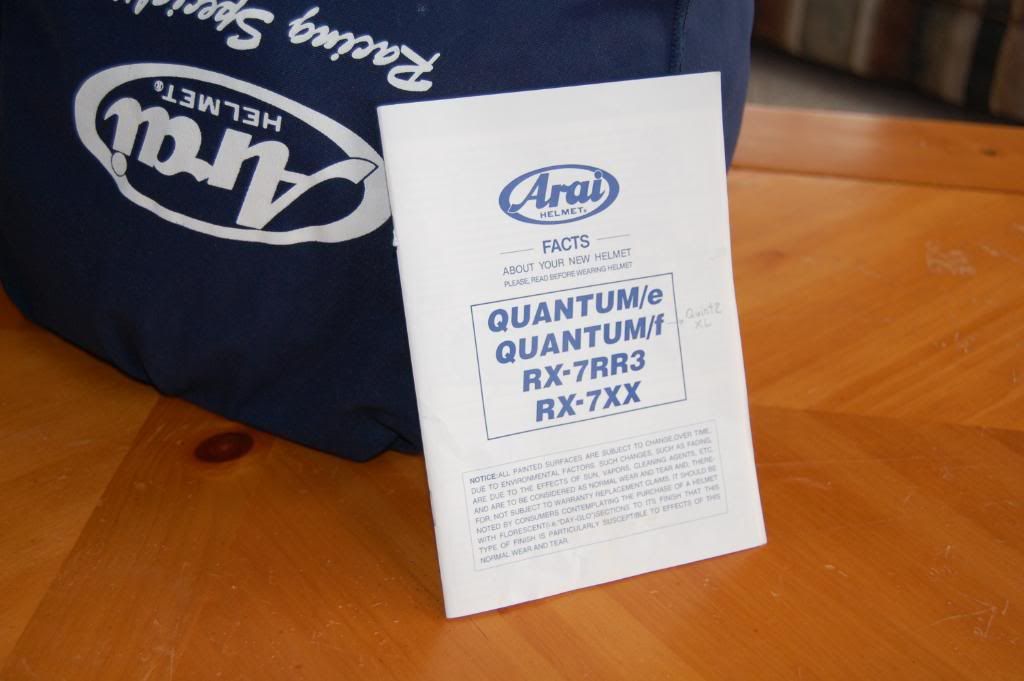 Racing
Arai
HELMET®
Arai
HELMET®
FACTS
ABOUT YOUR NEW HELMET
PLEASE, READ BEFORE WEARING HELMET
QUANTUM/e
QUANTUM/f
RX-7RR3
RX-7XX
XL
NOTICE:ALL PAINTED SURFACES ARE SUBJECT TO CHANGE,OVER TIME,
DUE TO ENVIRONMENTAL FACTORS. SUCH CHANGES, SUCH AS FADING,
ARE DUE TO THE EFFECTS OF SUN, VAPORS, CLEANING AGENTS, ETC.
AND ARE TO BE CONSIDERED AS NORMAL WEAR AND TEAR AND, THERE-
FOR, NOT SUBJECT TO WARRANTY REPLACEMENT CLAIMS. IT SHOULD BE
NOTED BY CONSUMERS CONTEMPLATING THE PURCHASE OF A HELMET
WITH FLORESCENT(i.e."DAY-GLO")SECTIONS TO ITS FINISH THAT THIS
TYPE OF FINISH IS PARTICULARLY SUSCEPTIBLE TO EFFECTS OF THIS
NORMAL WEAR AND TEAR.